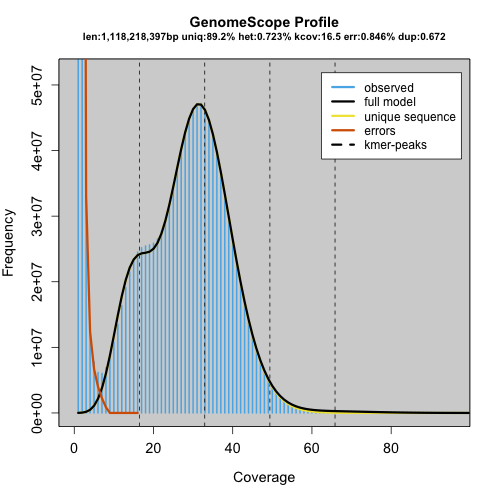 GenomeScope Profile
len:1,118,218,397bp uniq:89.2% het:0.723% kcov:16.5 err:0.846% dup:0.672
observed
full model
unique sequence
errors
kmer-peaks
Frequency
5e+07
4e+07
3e+07
2e+07
1e+07
0e+00
0 20 40 60 80
Coverage